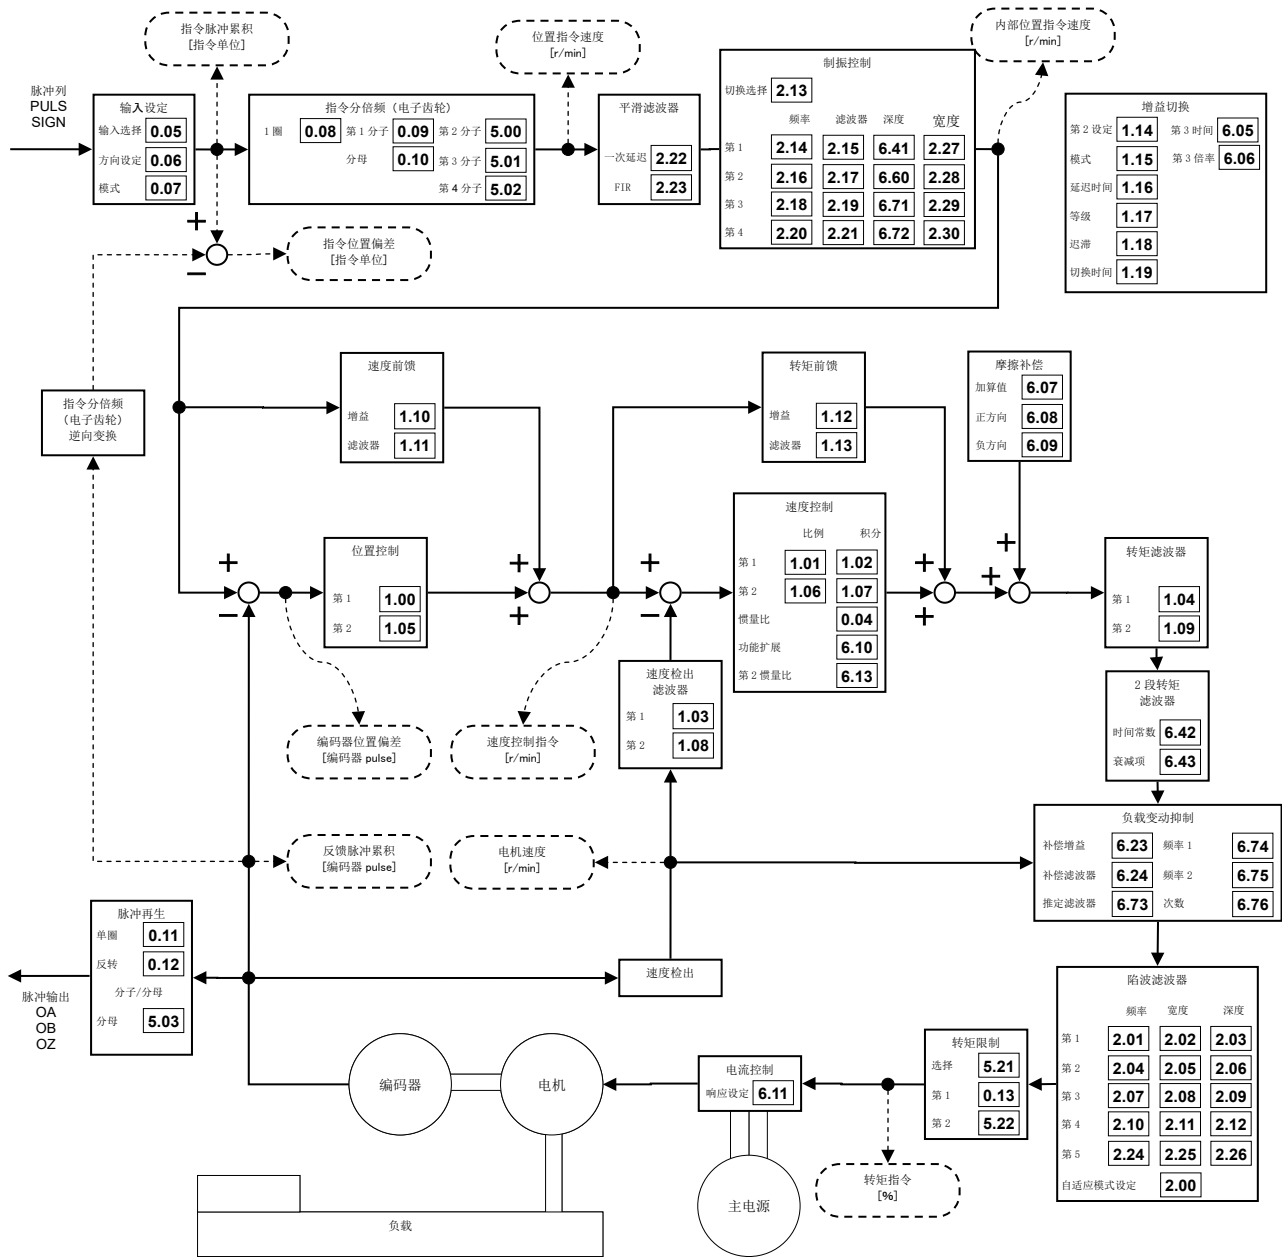 指令脉冲累积
[指令单位]
位置指令速度
[r/min]
内部位置指令速度
[r/min]
脉冲列
PULS
SIGN
输入设定
输入选择 0.05
方向设定 0.06
模式 0.07
指令分倍频（电子齿轮）
1 圈 0.08 第 1 分子 0.09 第 2 分子 5.00
分母 0.10 第 3 分子 5.01
第 4 分子 5.02
平滑滤波器
一次延迟 2.22
FIR 2.23
制振控制
切换选择 2.13
频率 滤波器 深度 宽度
第 1 2.14 2.15 6.41 2.27
第 2 2.16 2.17 6.60 2.28
第 3 2.18 2.19 6.71 2.29
第 4 2.20 2.21 6.72 2.30
增益切换
第 2 设定 1.14 第 3 时间 6.05
模式 1.15 第 3 倍率 6.06
延迟时间 1.16
等级 1.17
迟滞 1.18
切换时间 1.19
+
−
指令位置偏差
[指令单位]
指令分倍频
（电子齿轮）
逆向变换
速度前馈
增益 1.10
滤波器 1.11
转矩前馈
增益 1.12
滤波器 1.13
摩擦补偿
加算值 6.07
正方向 6.08
负方向 6.09
+
−
位置控制
第 1 1.00
第 2 1.05
+
+
+
−
速度控制
比例 积分
第 1 1.01 1.02
第 2 1.06 1.07
惯量比 0.04
功能扩展 6.10
第 2 惯量比 6.13
+
+
+
+
转矩滤波器
第 1 1.04
第 2 1.09
速度检出
滤波器
第 1 1.03
第 2 1.08
2 段转矩
滤波器
时间常数 6.42
衰减项 6.43
编码器位置偏差
[编码器 pulse]
速度控制指令
[r/min]
反馈脉冲累积
[编码器 pulse]
电机速度
[r/min]
负载变动抑制
补偿增益 6.23 频率 1 6.74
补偿滤波器 6.24 频率 2 6.75
推定滤波器 6.73 次数 6.76
脉冲再生
单圈 0.11
反转 0.12
分子/分母
分母 5.03
脉冲输出
OA
OB
OZ
速度检出
陷波滤波器
频率 宽度 深度
第 1 2.01 2.02 2.03
第 2 2.04 2.05 2.06
第 3 2.07 2.08 2.09
第 4 2.10 2.11 2.12
第 5 2.24 2.25 2.26
自适应模式设定 2.00
转矩限制
选择 5.21
第 1 0.13
第 2 5.22
电流控制
响应设定 6.11
编码器
电机
转矩指令
[%]
主电源
负载